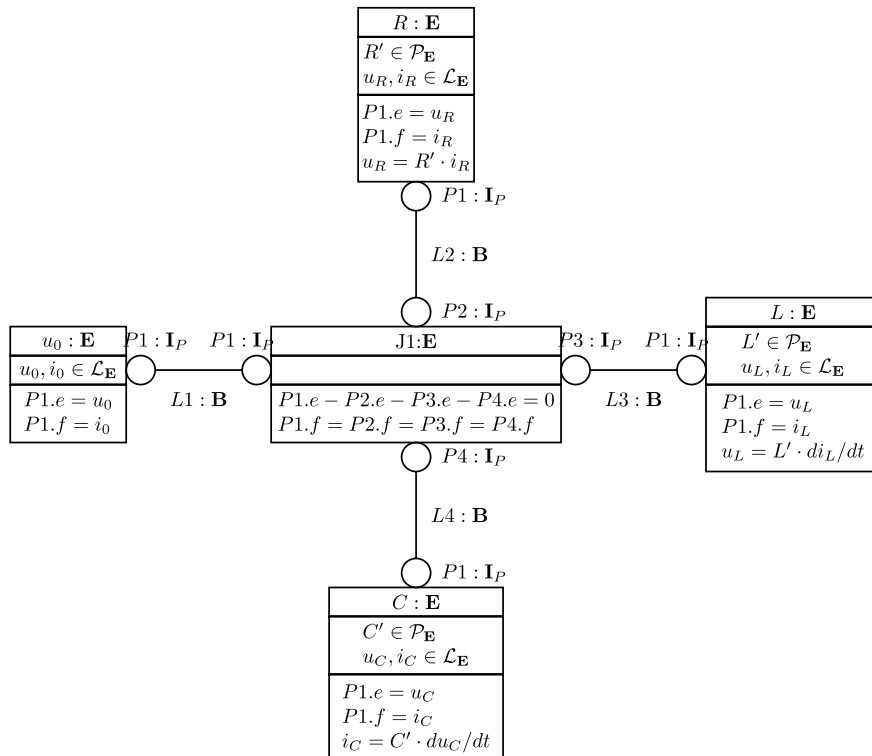 R : E
R′ ∈ 𝒫_E
u_R, i_R ∈ ℒ_E
P1.e = u_R
P1.f = i_R
u_R = R′ · i_R
P1 : I_P
L2 : B
P2 : I_P
u_0 : E
u_0, i_0 ∈ ℒ_E
P1.e = u_0
P1.f = i_0
P1 : I_P
L1 : B
P1 : I_P
J1:E
P1.e − P2.e − P3.e − P4.e = 0
P1.f = P2.f = P3.f = P4.f
P3 : I_P
L3 : B
P1 : I_P
L : E
L′ ∈ 𝒫_E
u_L, i_L ∈ ℒ_E
P1.e = u_L
P1.f = i_L
u_L = L′ · di_L/dt
P4 : I_P
L4 : B
P1 : I_P
C : E
C′ ∈ 𝒫_E
u_C, i_C ∈ ℒ_E
P1.e = u_C
P1.f = i_C
i_C = C′ · du_C/dt